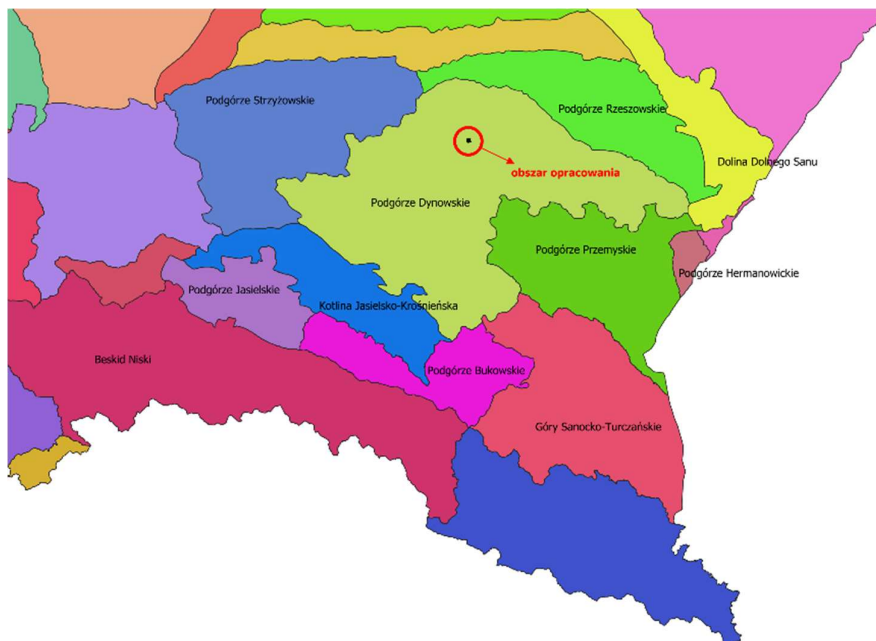 Podgórze Strzyżowskie
Podgórze Rzeszowskie
Dolina Dolnego Sanu
obszar opracowania
Podgórze Dynowskie
Podgórze Przemyskie
Podgórze Hermanowickie
Podgórze Jasielskie
Kotlina Jasielsko-Krośnieńska
Beskid Niski
Podgórze Bukowskie
Góry Sanocko-Turczańskie